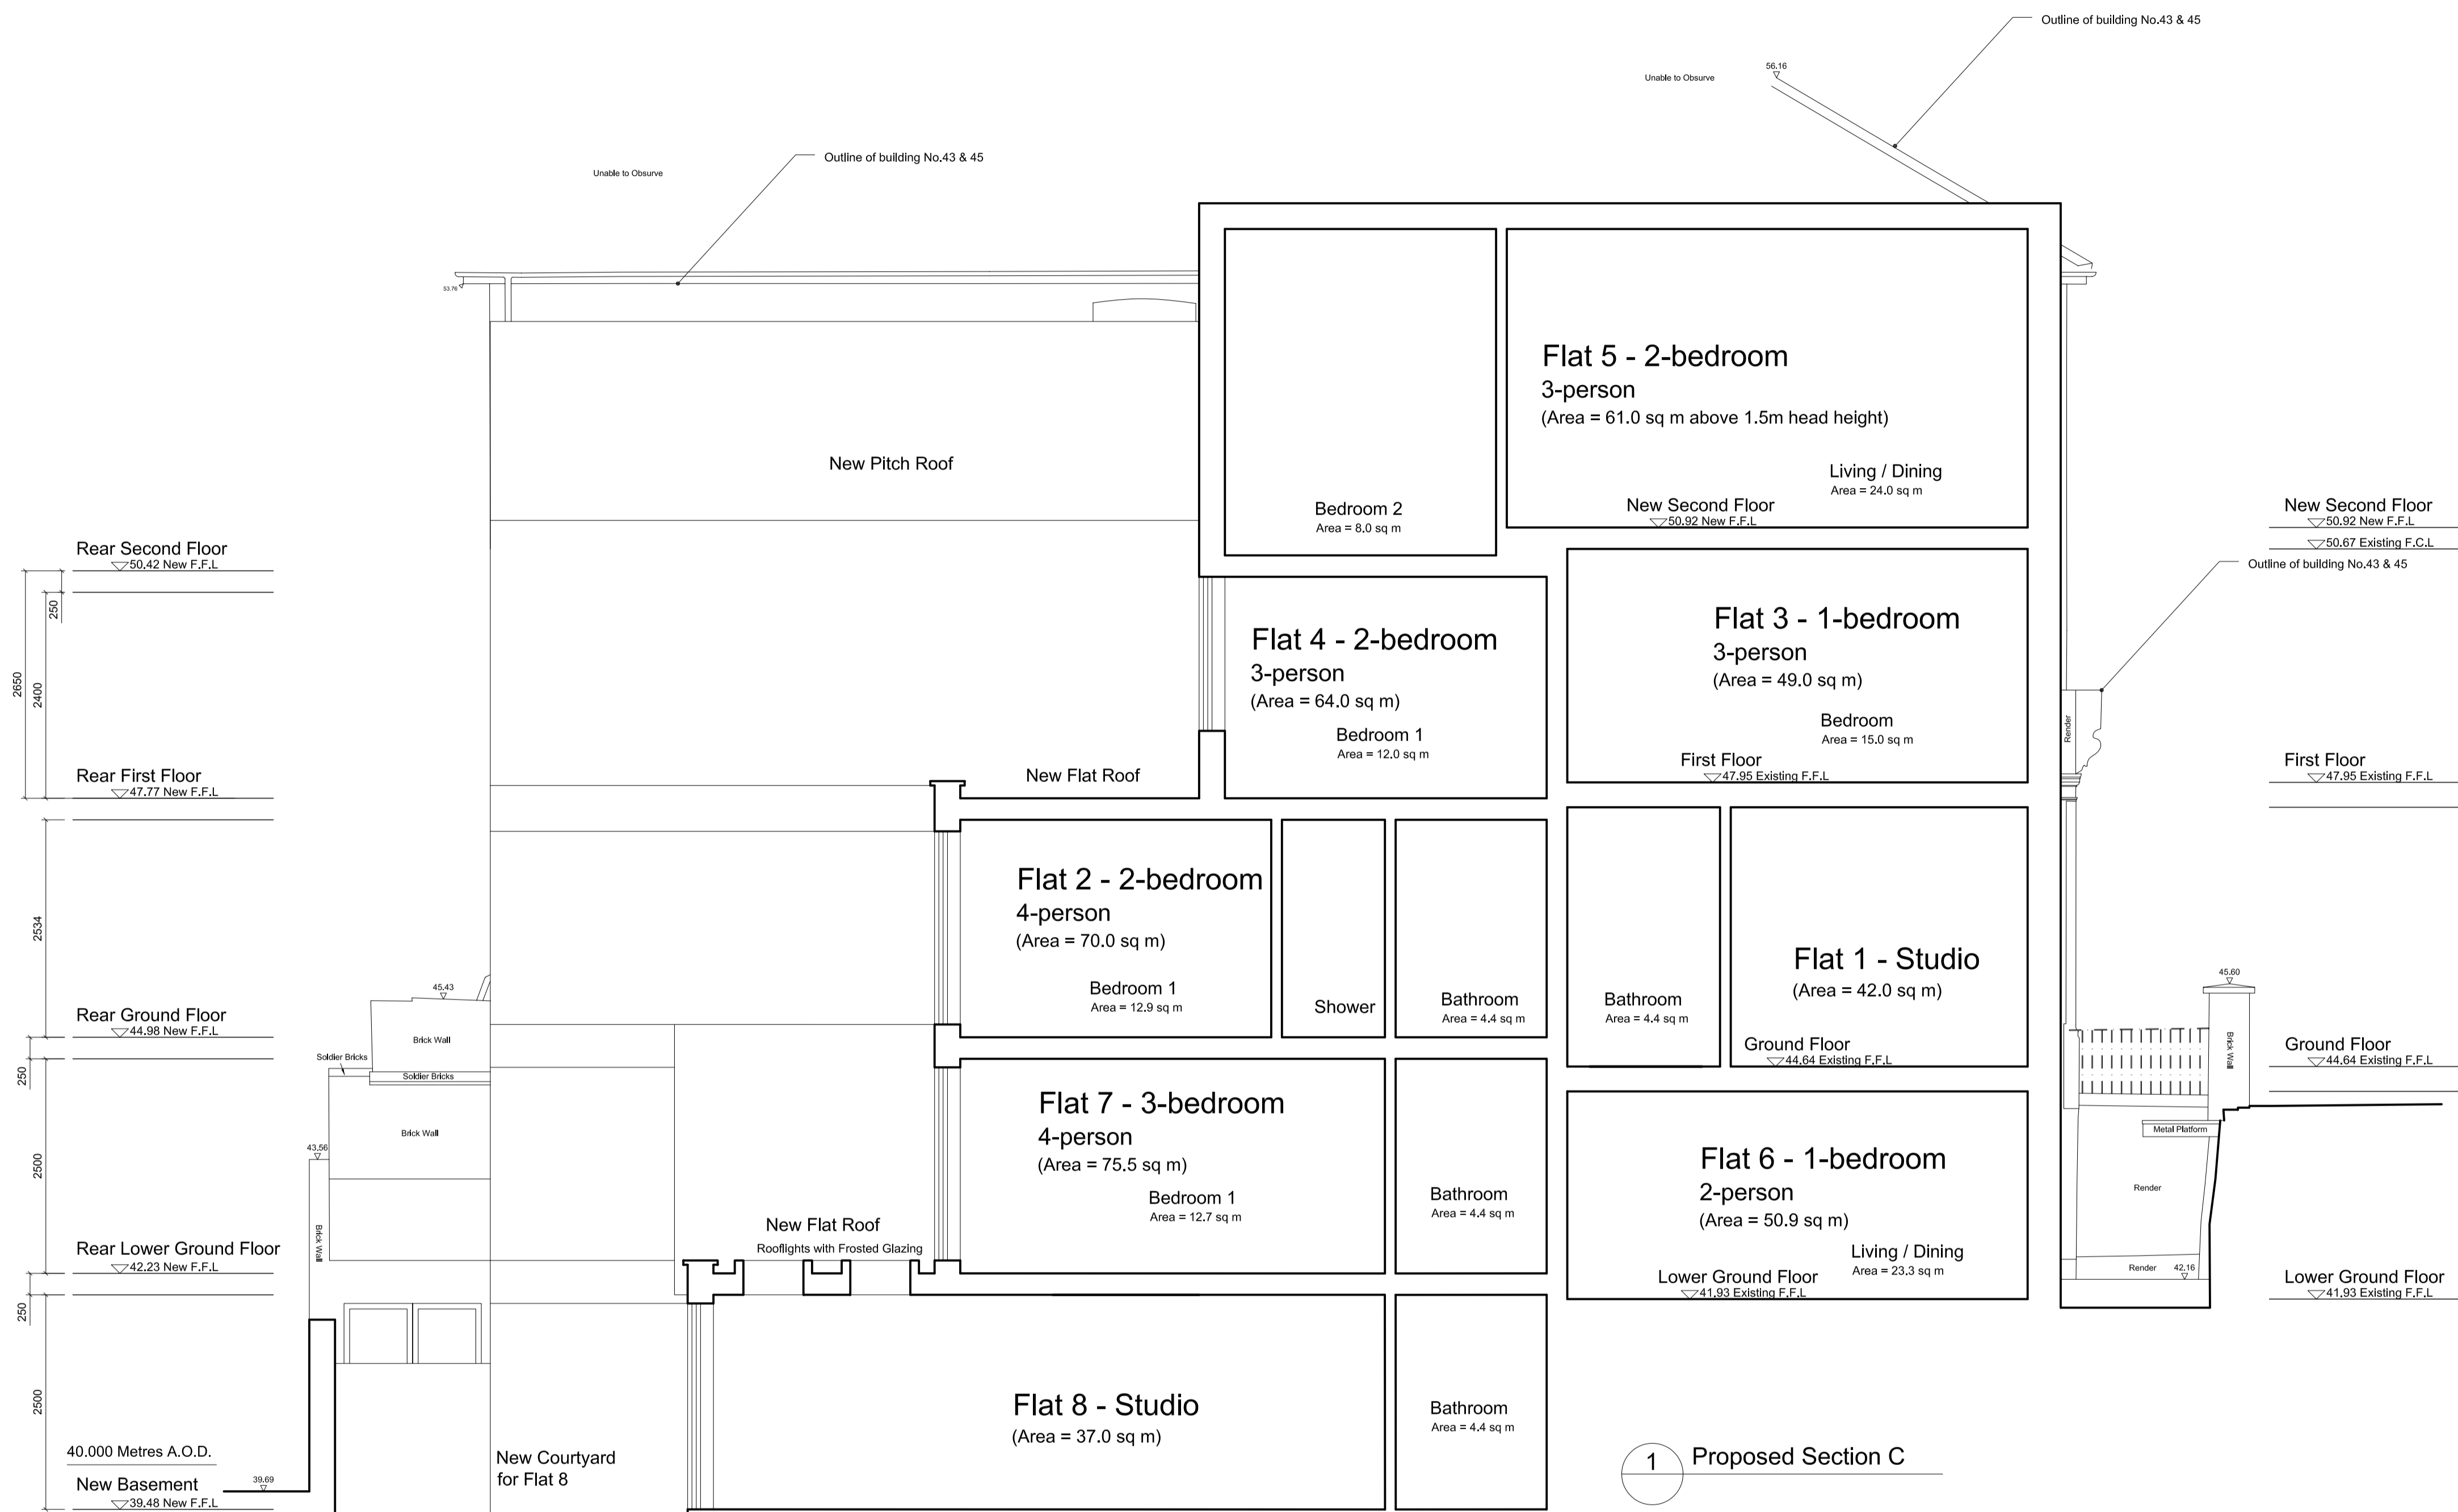 Outline of building No.43 & 45
56.16
Unable to Obsurve
Outline of building No.43 & 45
Unable to Obsurve
53.76
Flat 5 - 2-bedroom
3-person
(Area = 61.0 sq m above 1.5m head height)
New Pitch Roof
Living / Dining
Area = 24.0 sq m
Bedroom 2
Area = 8.0 sq m
New Second Floor
50.92 New F.F.L
New Second Floor
50.92 New F.F.L
50.67 Existing F.C.L
Outline of building No.43 & 45
Rear Second Floor
50.42 New F.F.L
250
2650
2400
Flat 4 - 2-bedroom
3-person
(Area = 64.0 sq m)
Bedroom 1
Area = 12.0 sq m
Flat 3 - 1-bedroom
3-person
(Area = 49.0 sq m)
Bedroom
Area = 15.0 sq m
Render
First Floor
47.95 Existing F.F.L
First Floor
47.95 Existing F.F.L
Rear First Floor
47.77 New F.F.L
New Flat Roof
2534
Flat 2 - 2-bedroom
4-person
(Area = 70.0 sq m)
Bedroom 1
Area = 12.9 sq m
Shower
Bathroom
Area = 4.4 sq m
Bathroom
Area = 4.4 sq m
Flat 1 - Studio
(Area = 42.0 sq m)
45.60
Brick Wall
Ground Floor
44.64 Existing F.F.L
Ground Floor
44.64 Existing F.F.L
45.43
Rear Ground Floor
44.98 New F.F.L
Brick Wall
Soldier Bricks
Soldier Bricks
250
Brick Wall
43.56
2500
Brick Wall
Flat 7 - 3-bedroom
4-person
(Area = 75.5 sq m)
Bedroom 1
Area = 12.7 sq m
Bathroom
Area = 4.4 sq m
Flat 6 - 1-bedroom
2-person
(Area = 50.9 sq m)
Living / Dining
Area = 23.3 sq m
Metal Platform
Render
Render
42.16
New Flat Roof
Rooflights with Frosted Glazing
Rear Lower Ground Floor
42.23 New F.F.L
Lower Ground Floor
41.93 Existing F.F.L
Lower Ground Floor
41.93 Existing F.F.L
250
2500
Flat 8 - Studio
(Area = 37.0 sq m)
Bathroom
Area = 4.4 sq m
40.000 Metres A.O.D.
New Basement
39.48 New F.F.L
39.69
New Courtyard
for Flat 8
1
Proposed Section C